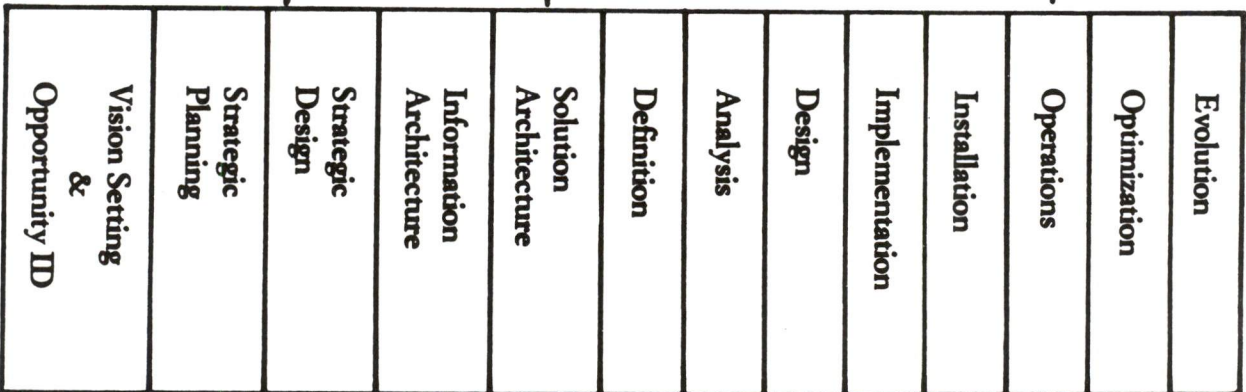 Vision Setting
&
Opportunity ID
Strategic
Planning
Strategic
Design
Information
Architecture
Solution
Architecture
Definition
Analysis
Design
Implementation
Installation
Operations
Optimization
Evolution